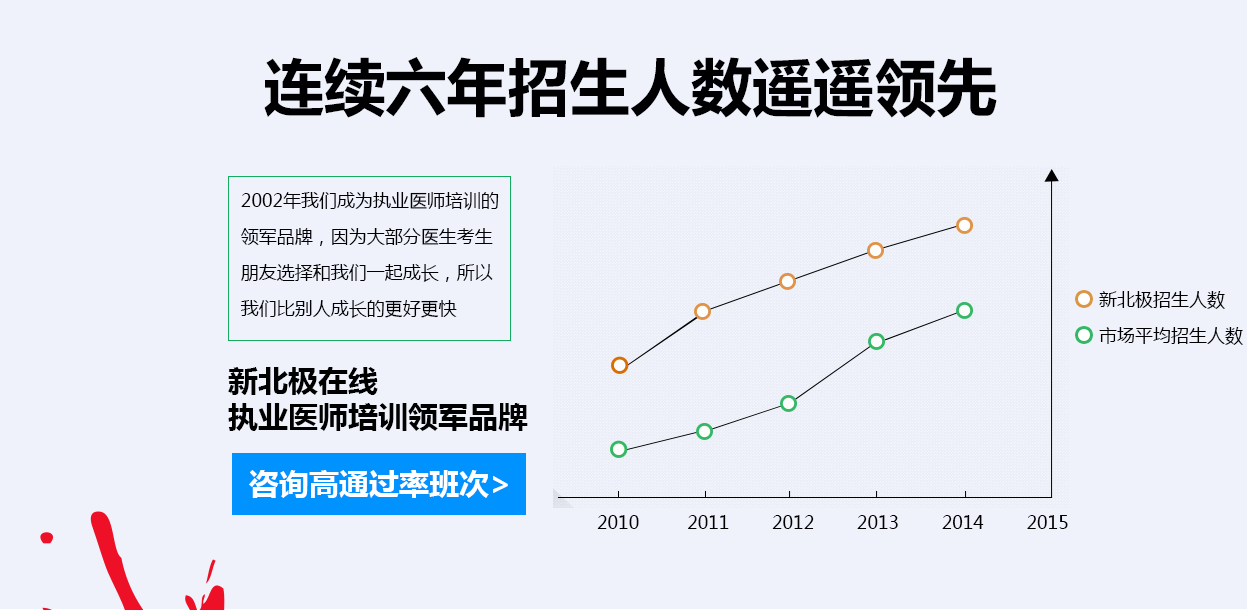 连续六年招生人数遥遥领先
2002年我们成为执业医师培训的
领军品牌，因为大部分医生考生
朋友选择和我们一起成长，所以
我们比别人成长的更好更快
新北极在线
执业医师培训领军品牌
咨询高通过率班次>
新北极招生人数
市场平均招生人数
2010 2011 2012 2013 2014 2015